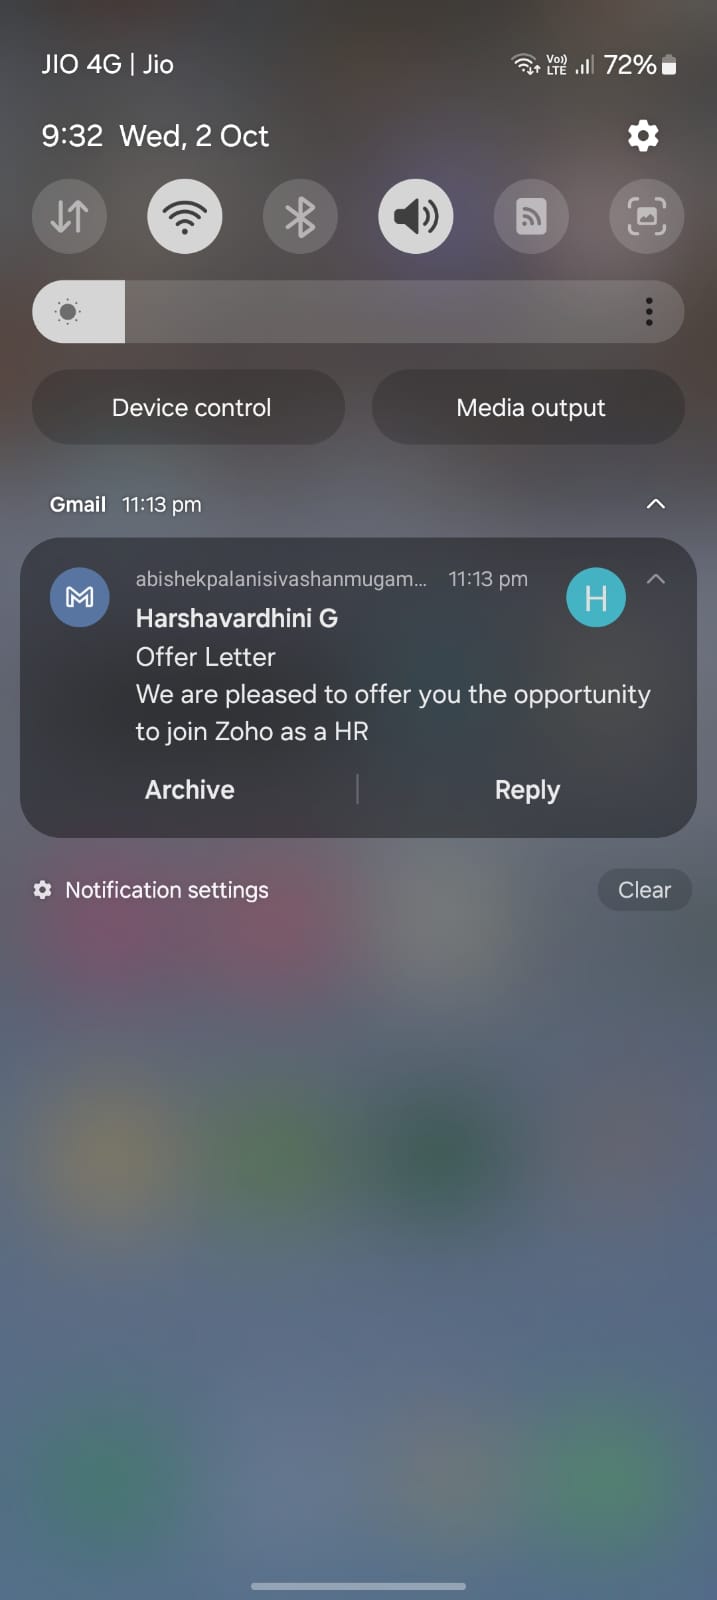 JIO 4G | Jio
Vo)) LTE 72%
9:32 Wed, 2 Oct
Device control
Media output
Gmail 11:13 pm
abishekpalanisivashanmugam... 11:13 pm
H
Harshavardhini G
Offer Letter
We are pleased to offer you the opportunity
to join Zoho as a HR
Archive
Reply
Notification settings
Clear